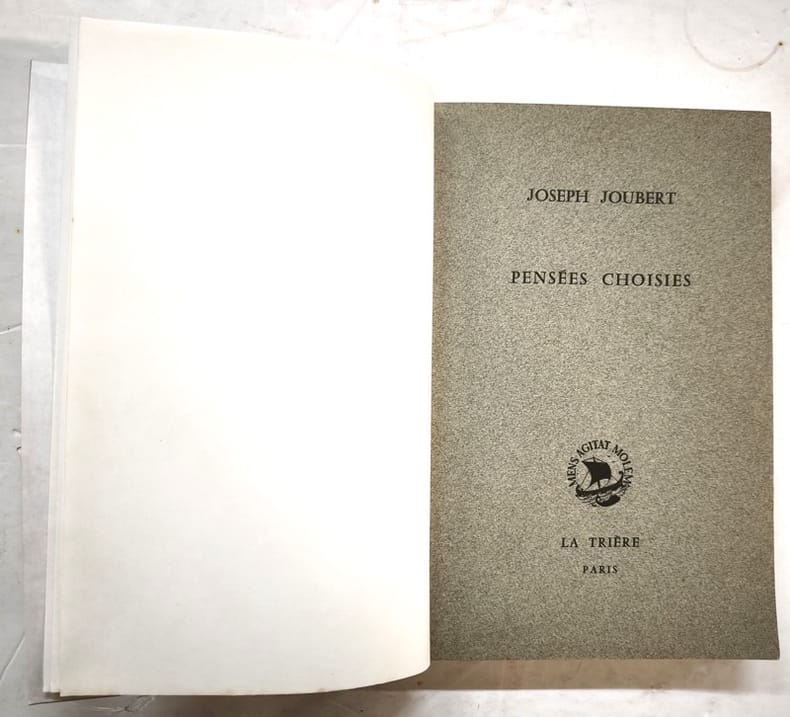 JOSEPH JOUBERT
PENSÉES CHOISIES
MENS AGITAT MOLEM
LA TRIÈRE
PARIS